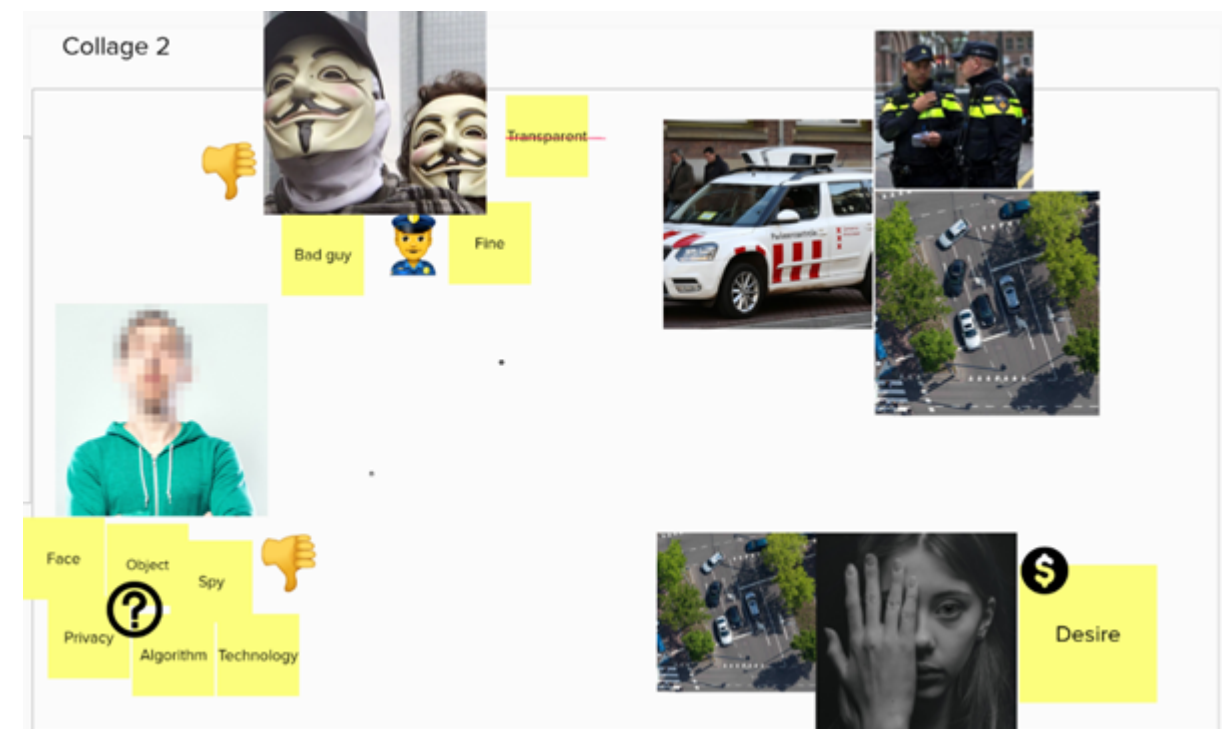 Collage 2
Transparent
Bad guy
Fine
Face
Object
Spy
Privacy
?
Algorithm
Technology
$
Desire